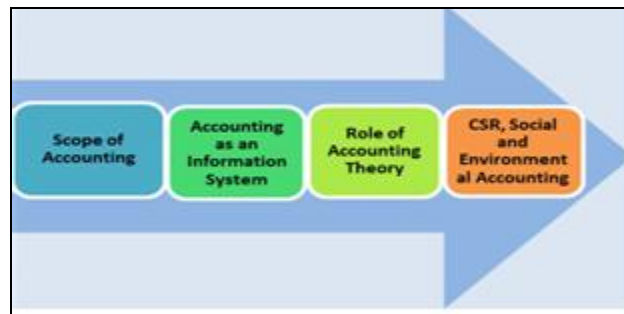 Scope of
Accounting
Accounting
as an
Information
System
Role of
Accounting
Theory
CSR, Social
and
Environment
al Accounting